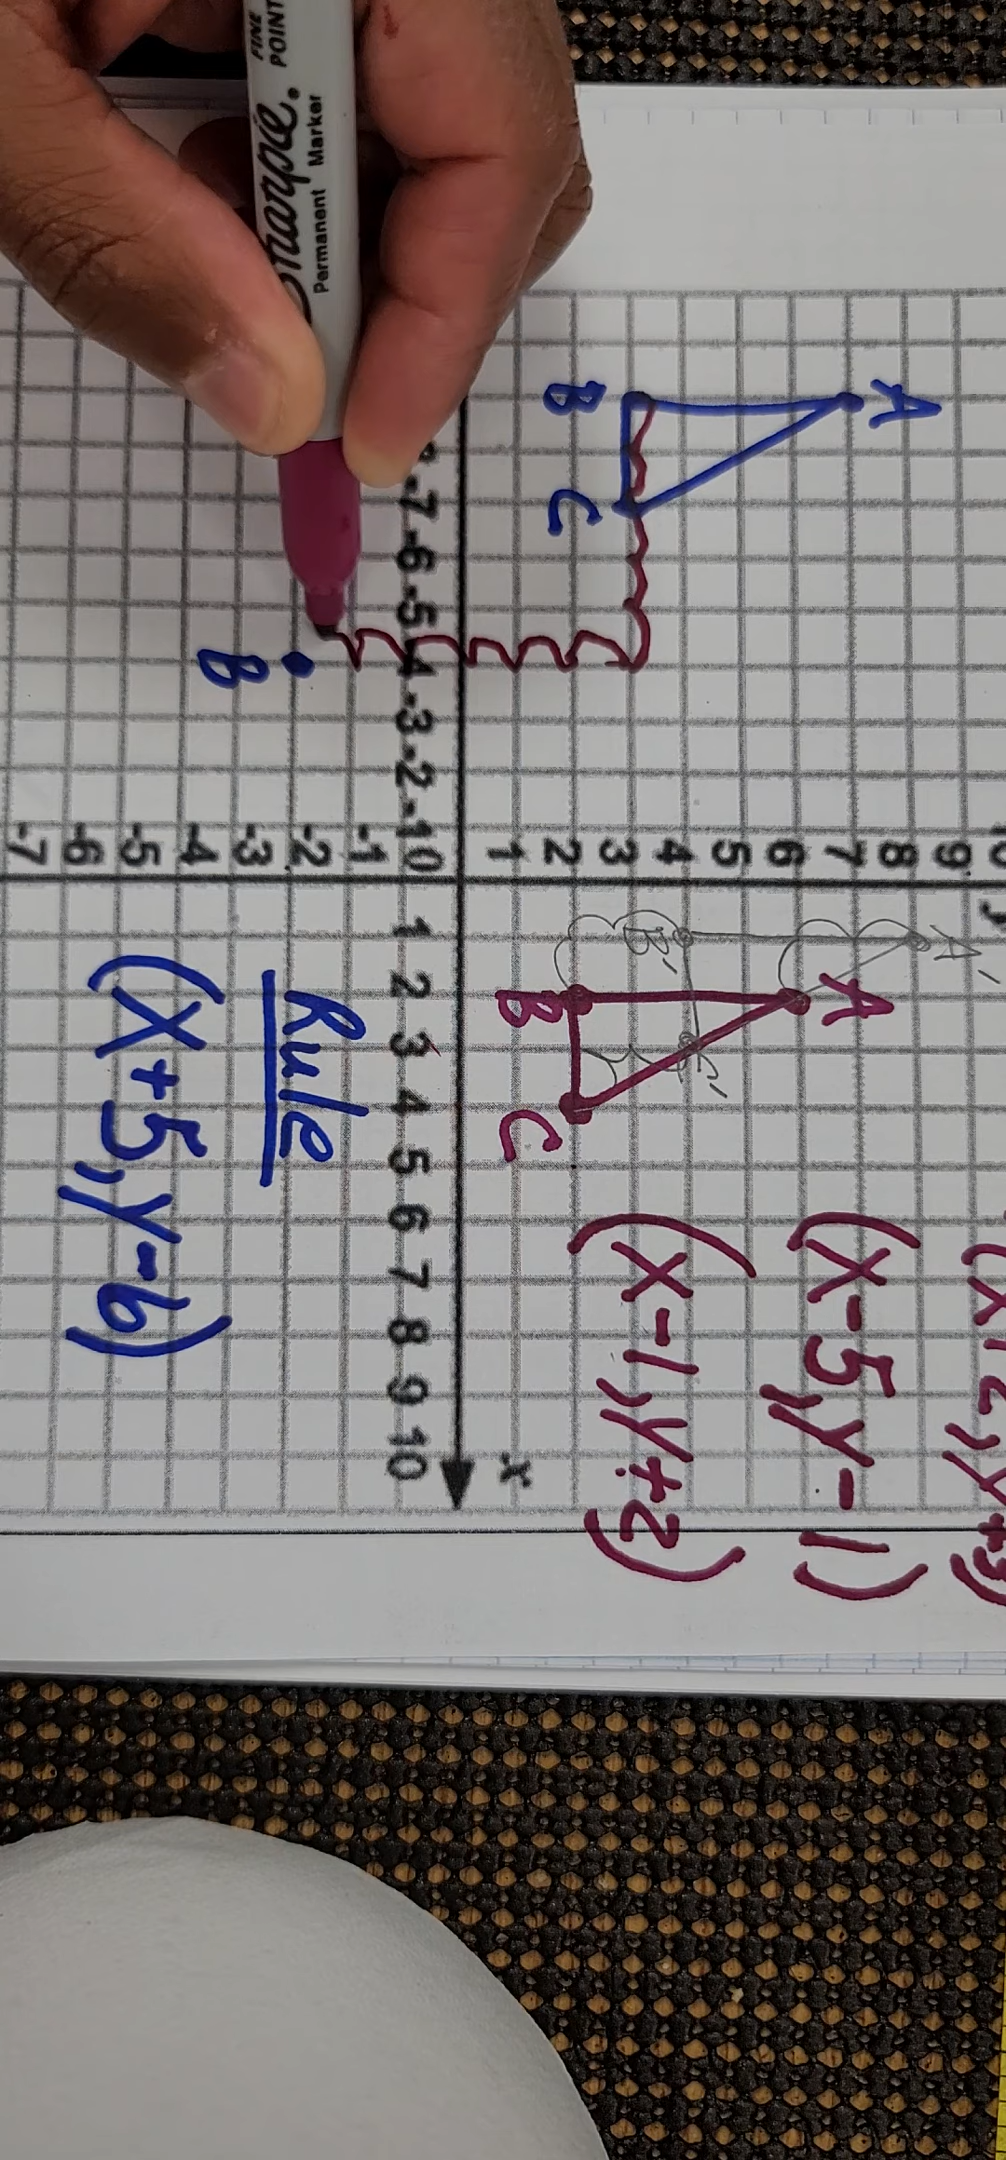 y
(x+2, y+3)
A'
9
A
8
A
7
(x-5, y-1)
6
5
4
B'
C'
(x-1, y+2)
3
2
B
C
B
C
1
x
-7 -6 -5 -4 -3 -2 -1 0 1 2 3 4 5 6 7 8 9 10
-1
-2
-3
-4
-5
-6
-7
B
Rule
(x+5, y-6)
Sharpie.
FINE
POINT
Permanent Marker